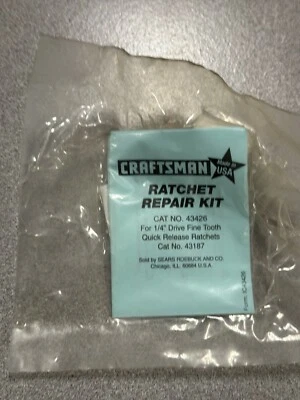 CRAFTSMAN
Made in
USA
RATCHET
REPAIR KIT
CAT NO. 43426
For 1/4" Drive Fine Tooth
Quick Release Ratchets
Cat No. 43187
Sold by SEARS ROEBUCK AND CO.
Chicago, ILL. 60684 U.S.A.